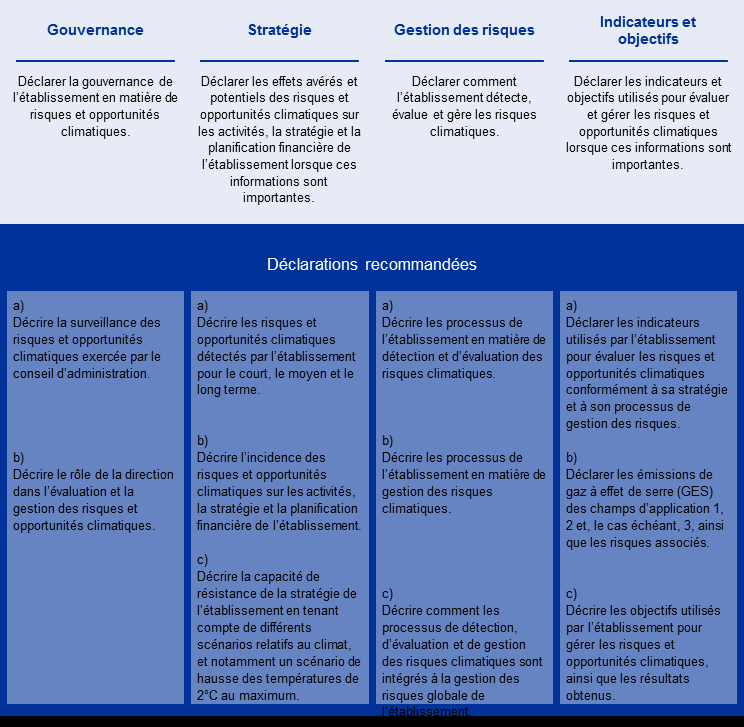 Gouvernance
Déclarer la gouvernance de
l’établissement en matière de
risques et opportunités
climatiques.
Stratégie
Déclarer les effets avérés et
potentiels des risques et
opportunités climatiques sur
les activités, la stratégie et la
planification financière de
l’établissement lorsque ces
informations sont
importantes.
Gestion des risques
Déclarer comment
l’établissement détecte,
évalue et gère les risques
climatiques.
Indicateurs et
objectifs
Déclarer les indicateurs et
objectifs utilisés pour évaluer
et gérer les risques et
opportunités climatiques
lorsque ces informations sont
importantes.
Déclarations recommandées
a)
Décrire la surveillance des
risques et opportunités
climatiques exercée par le
conseil d’administration.
b)
Décrire le rôle de la direction
dans l’évaluation et la
gestion des risques et
opportunités climatiques.
a)
Décrire les risques et
opportunités climatiques
détectés par l’établissement
pour le court, le moyen et le
long terme.
b)
Décrire l’incidence des
risques et opportunités
climatiques sur les activités,
la stratégie et la planification
financière de l’établissement.
c)
Décrire la capacité de
résistance de la stratégie de
l’établissement en tenant
compte de différents
scénarios relatifs au climat,
et notamment un scénario de
hausse des températures de
2°C au maximum.
a)
Décrire les processus de
l’établissement en matière de
détection et d’évaluation des
risques climatiques.
b)
Décrire les processus de
l’établissement en matière de
gestion des risques
climatiques.
c)
Décrire comment les
processus de détection,
d’évaluation et de gestion
des risques climatiques sont
intégrés à la gestion des
risques globale de
l’établissement.
a)
Déclarer les indicateurs
utilisés par l’établissement
pour évaluer les risques et
opportunités climatiques
conformément à sa stratégie
et à son processus de
gestion des risques.
b)
Déclarer les émissions de
gaz à effet de serre (GES)
des champs d’application 1,
2 et, le cas échéant, 3, ainsi
que les risques associés.
c)
Décrire les objectifs utilisés
par l’établissement pour
gérer les risques et
opportunités climatiques,
ainsi que les résultats
obtenus.